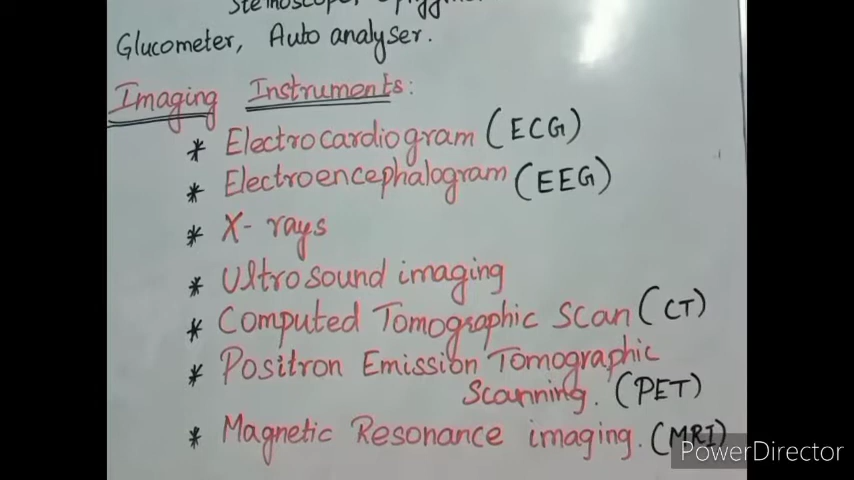 Glucometer, Auto analyser.
Imaging Instruments:
* Electrocardiogram (ECG)
* Electroencephalogram (EEG)
* X- rays
* Ultrosound imaging
* Computed Tomographic Scan (CT)
* Positron Emission Tomographic
Scanning. (PET)
* Magnetic Resonance imaging. (MRI)
PowerDirector